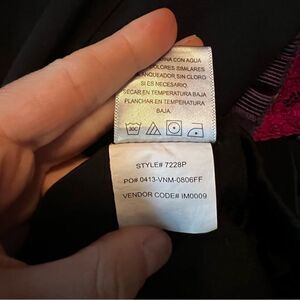 CON AGUA
COLORES SIMILARES
BLANQUEADOR SIN CLORO
SI ES NECESARIO.
SECAR EN TEMPERATURA BAJA
PLANCHAR EN TEMPERATURA
BAJA.
30C
STYLE# 7228P
PO# 0413-VNM-0806FF
VENDOR CODE# IM0009